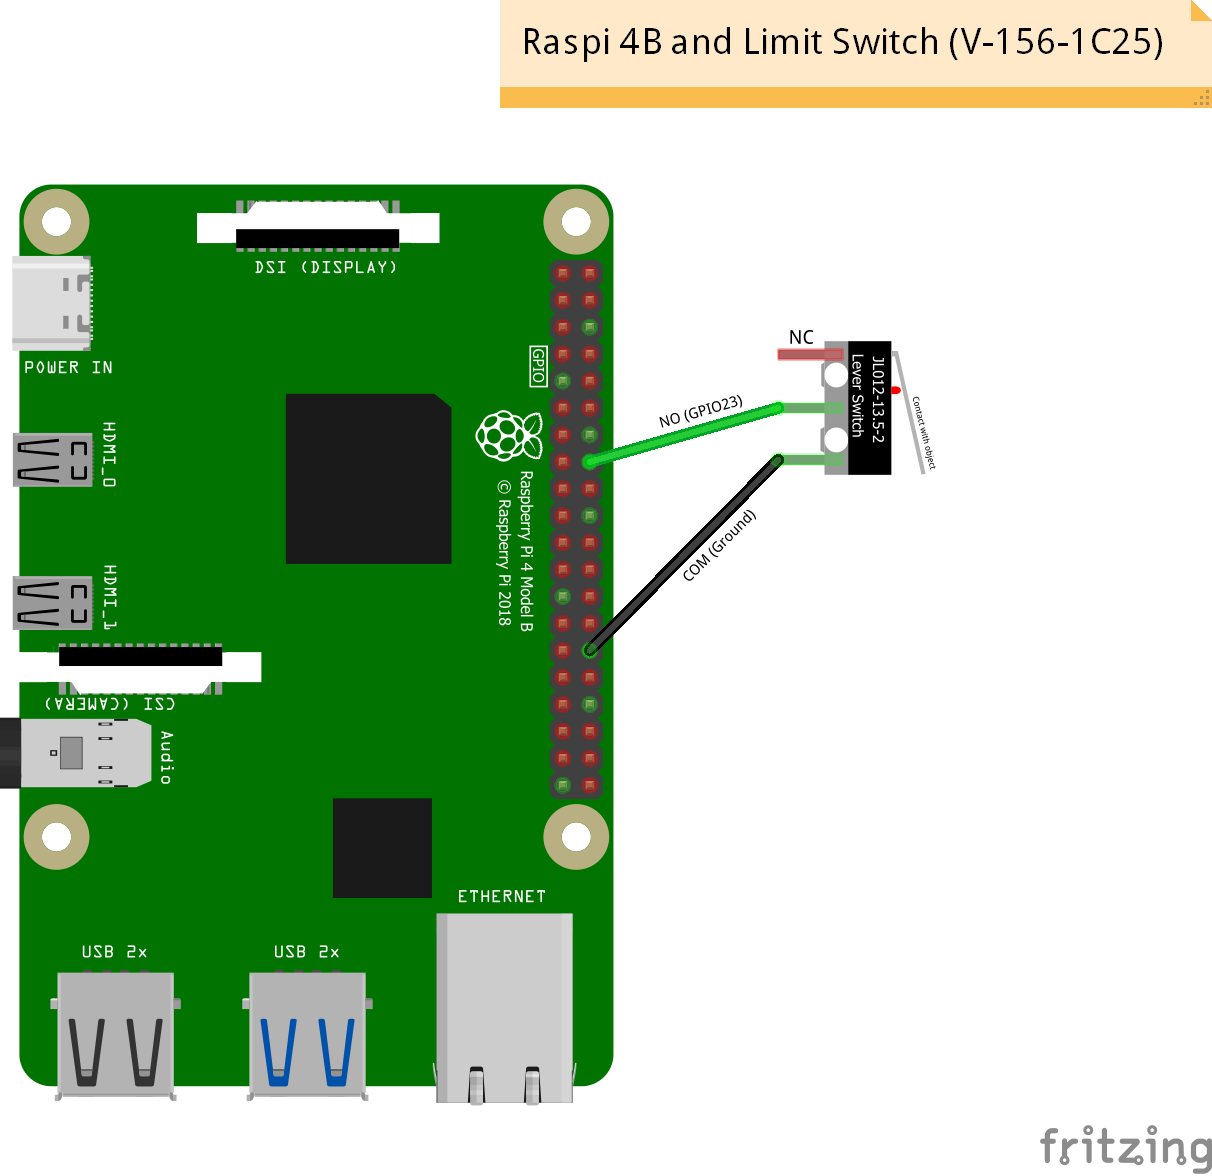 Raspi 4B and Limit Switch (V-156-1C25)
DSI (DISPLAY)
POWER IN
GPIO
HDMI_0
HDMI_1
Raspberry Pi 4 Model B
© Raspberry Pi 2018
CSI (CAMERA)
Audio
ETHERNET
USB 2x
USB 2x
NC
NO (GPIO23)
COM (Ground)
JL012-13.5-2
Lever Switch
Contact with object
fritzing